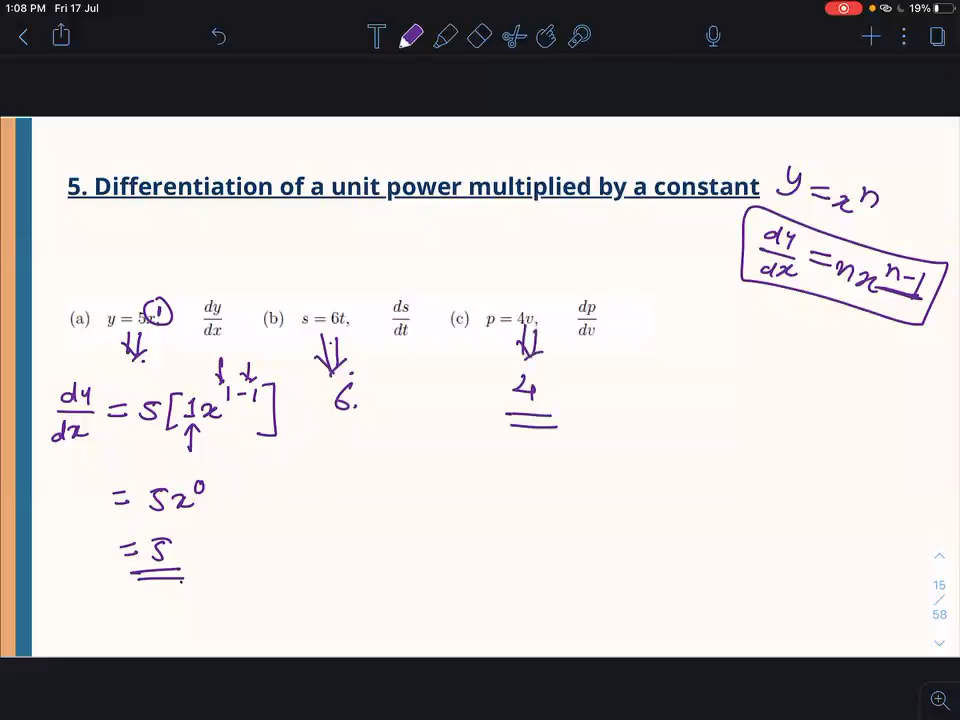 1:08 PM Fri 17 Jul 19%
5. Differentiation of a unit power multiplied by a constant
y = x^n
dy/dx = nx^(n-1)
(a) y = 5x^1, dy/dx (b) s = 6t, ds/dt (c) p = 4v, dp/dv
dy/dx = 5[1x^(1-1)]
6.
4
= 5x^0
= 5
15
/
58